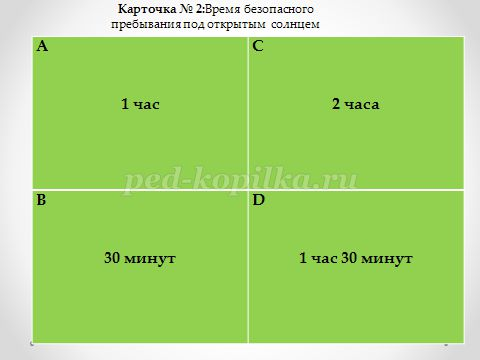 Карточка № 2:Время безопасного
пребывания под открытым солнцем
А
С
1 час
2 часа
ped-kopilka.ru
В
D
30 минут
1 час 30 минут